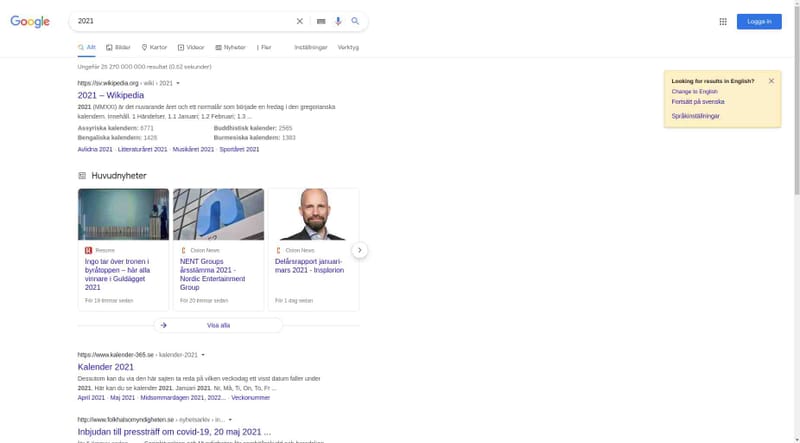 Google
2021
Logga in
Allt Bilder Kartor Videor Nyheter Fler Inställningar Verktyg
Ungefär 25 270 000 000 resultat (0,62 sekunder)
https://sv.wikipedia.org › wiki › 2021
2021 – Wikipedia
2021 (MMXXI) är det nuvarande året och ett normalår som började en fredag i den gregorianska
kalendern. Innehåll. 1 Händelser. 1.1 Januari; 1.2 Februari; 1.3 ...
Assyriska kalendern: 6771 Buddhistisk kalender: 2565
Bengaliska kalendern: 1428 Burmesiska kalendern: 1383
Avlidna 2021 · Litteraturåret 2021 · Musikåret 2021 · Sportåret 2021
Looking for results in English?
Change to English
Fortsätt på svenska
Språkinställningar
Huvudnyheter
Resumé
Ingo tar över tronen i
byråtoppen – här alla
vinnare i Guldägget
2021
För 19 timmar sedan
Cision News
NENT Groups
årsstämma 2021 -
Nordic Entertainment
Group
För 20 timmar sedan
Cision News
Delårsrapport januari-
mars 2021 - Insplorion
För 1 dag sedan
Visa alla
https://www.kalender-365.se › kalender-2021
Kalender 2021
Dessutom kan du via den här sajten ta reda på vilken veckodag ett visst datum faller under
2021. Här kan du se kalender 2021. Januari 2021. Nr, Må, Ti, On, To, Fr ...
April 2021 · Maj 2021 · Midsommardagen 2021, 2022... · Veckonummer
http://www.folkhalsomyndigheten.se › nyhetsarkiv › in...
Inbjudan till pressträff om covid-19, 20 maj 2021 ...